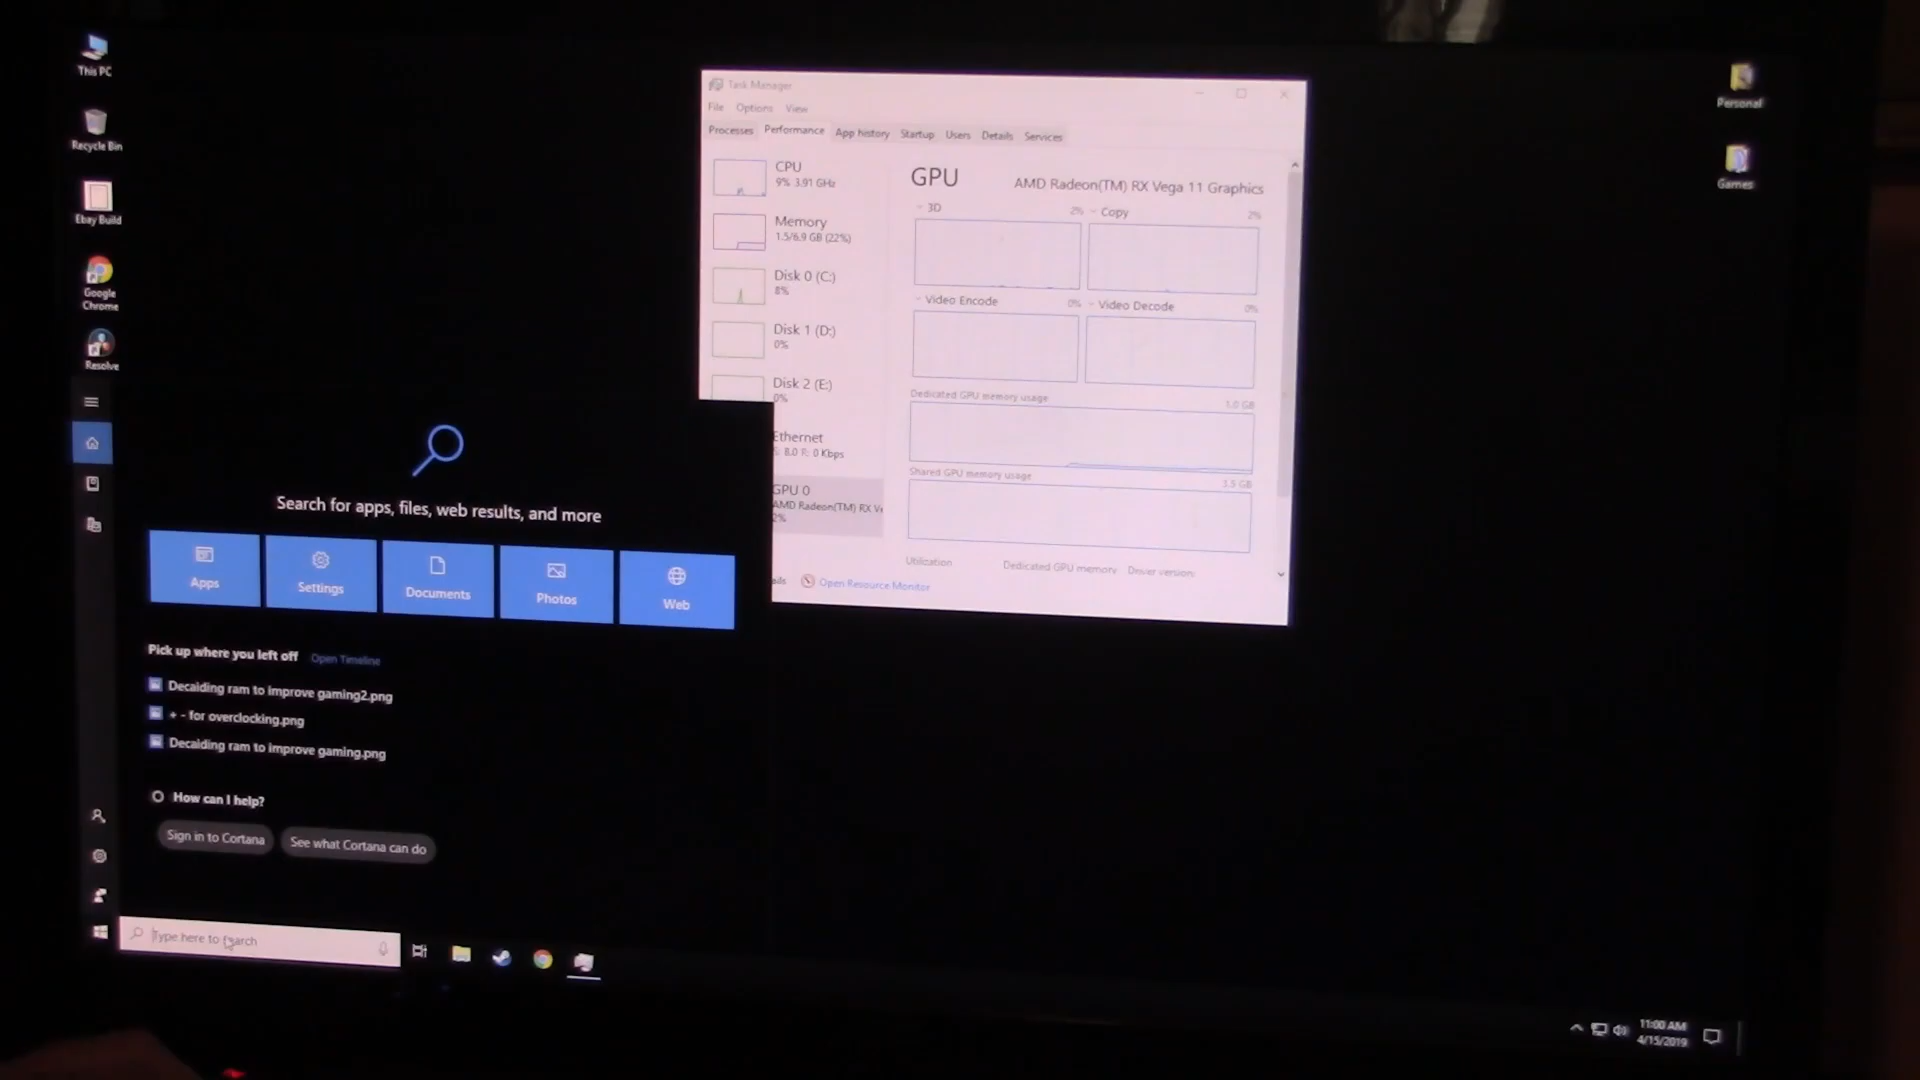 This PC
Recycle Bin
Ebay Build
Google
Chrome
Resolve
Personal
Games
Task Manager
File Options View
Processes Performance App history Startup Users Details Services
CPU
9% 3.91 GHz
Memory
1.5/6.9 GB (22%)
Disk 0 (C:)
8%
Disk 1 (D:)
0%
Disk 2 (E:)
0%
Ethernet
S: 8.0 R: 0 Kbps
GPU 0
AMD Radeon(TM) RX Ve
2%
GPU
AMD Radeon(TM) RX Vega 11 Graphics
3D 2% Copy 2%
Video Encode 0% Video Decode 0%
Dedicated GPU memory usage 1.0 GB
Shared GPU memory usage 3.5 GB
Utilization Dedicated GPU memory Driver version:
ails Open Resource Monitor
Search for apps, files, web results, and more
Apps Settings Documents Photos Web
Pick up where you left off Open Timeline
Decaiding ram to improve gaming2.png
+ - for overclocking.png
Decaiding ram to improve gaming.png
How can I help?
Sign in to Cortana See what Cortana can do
Type here to search
11:00 AM
4/15/2019